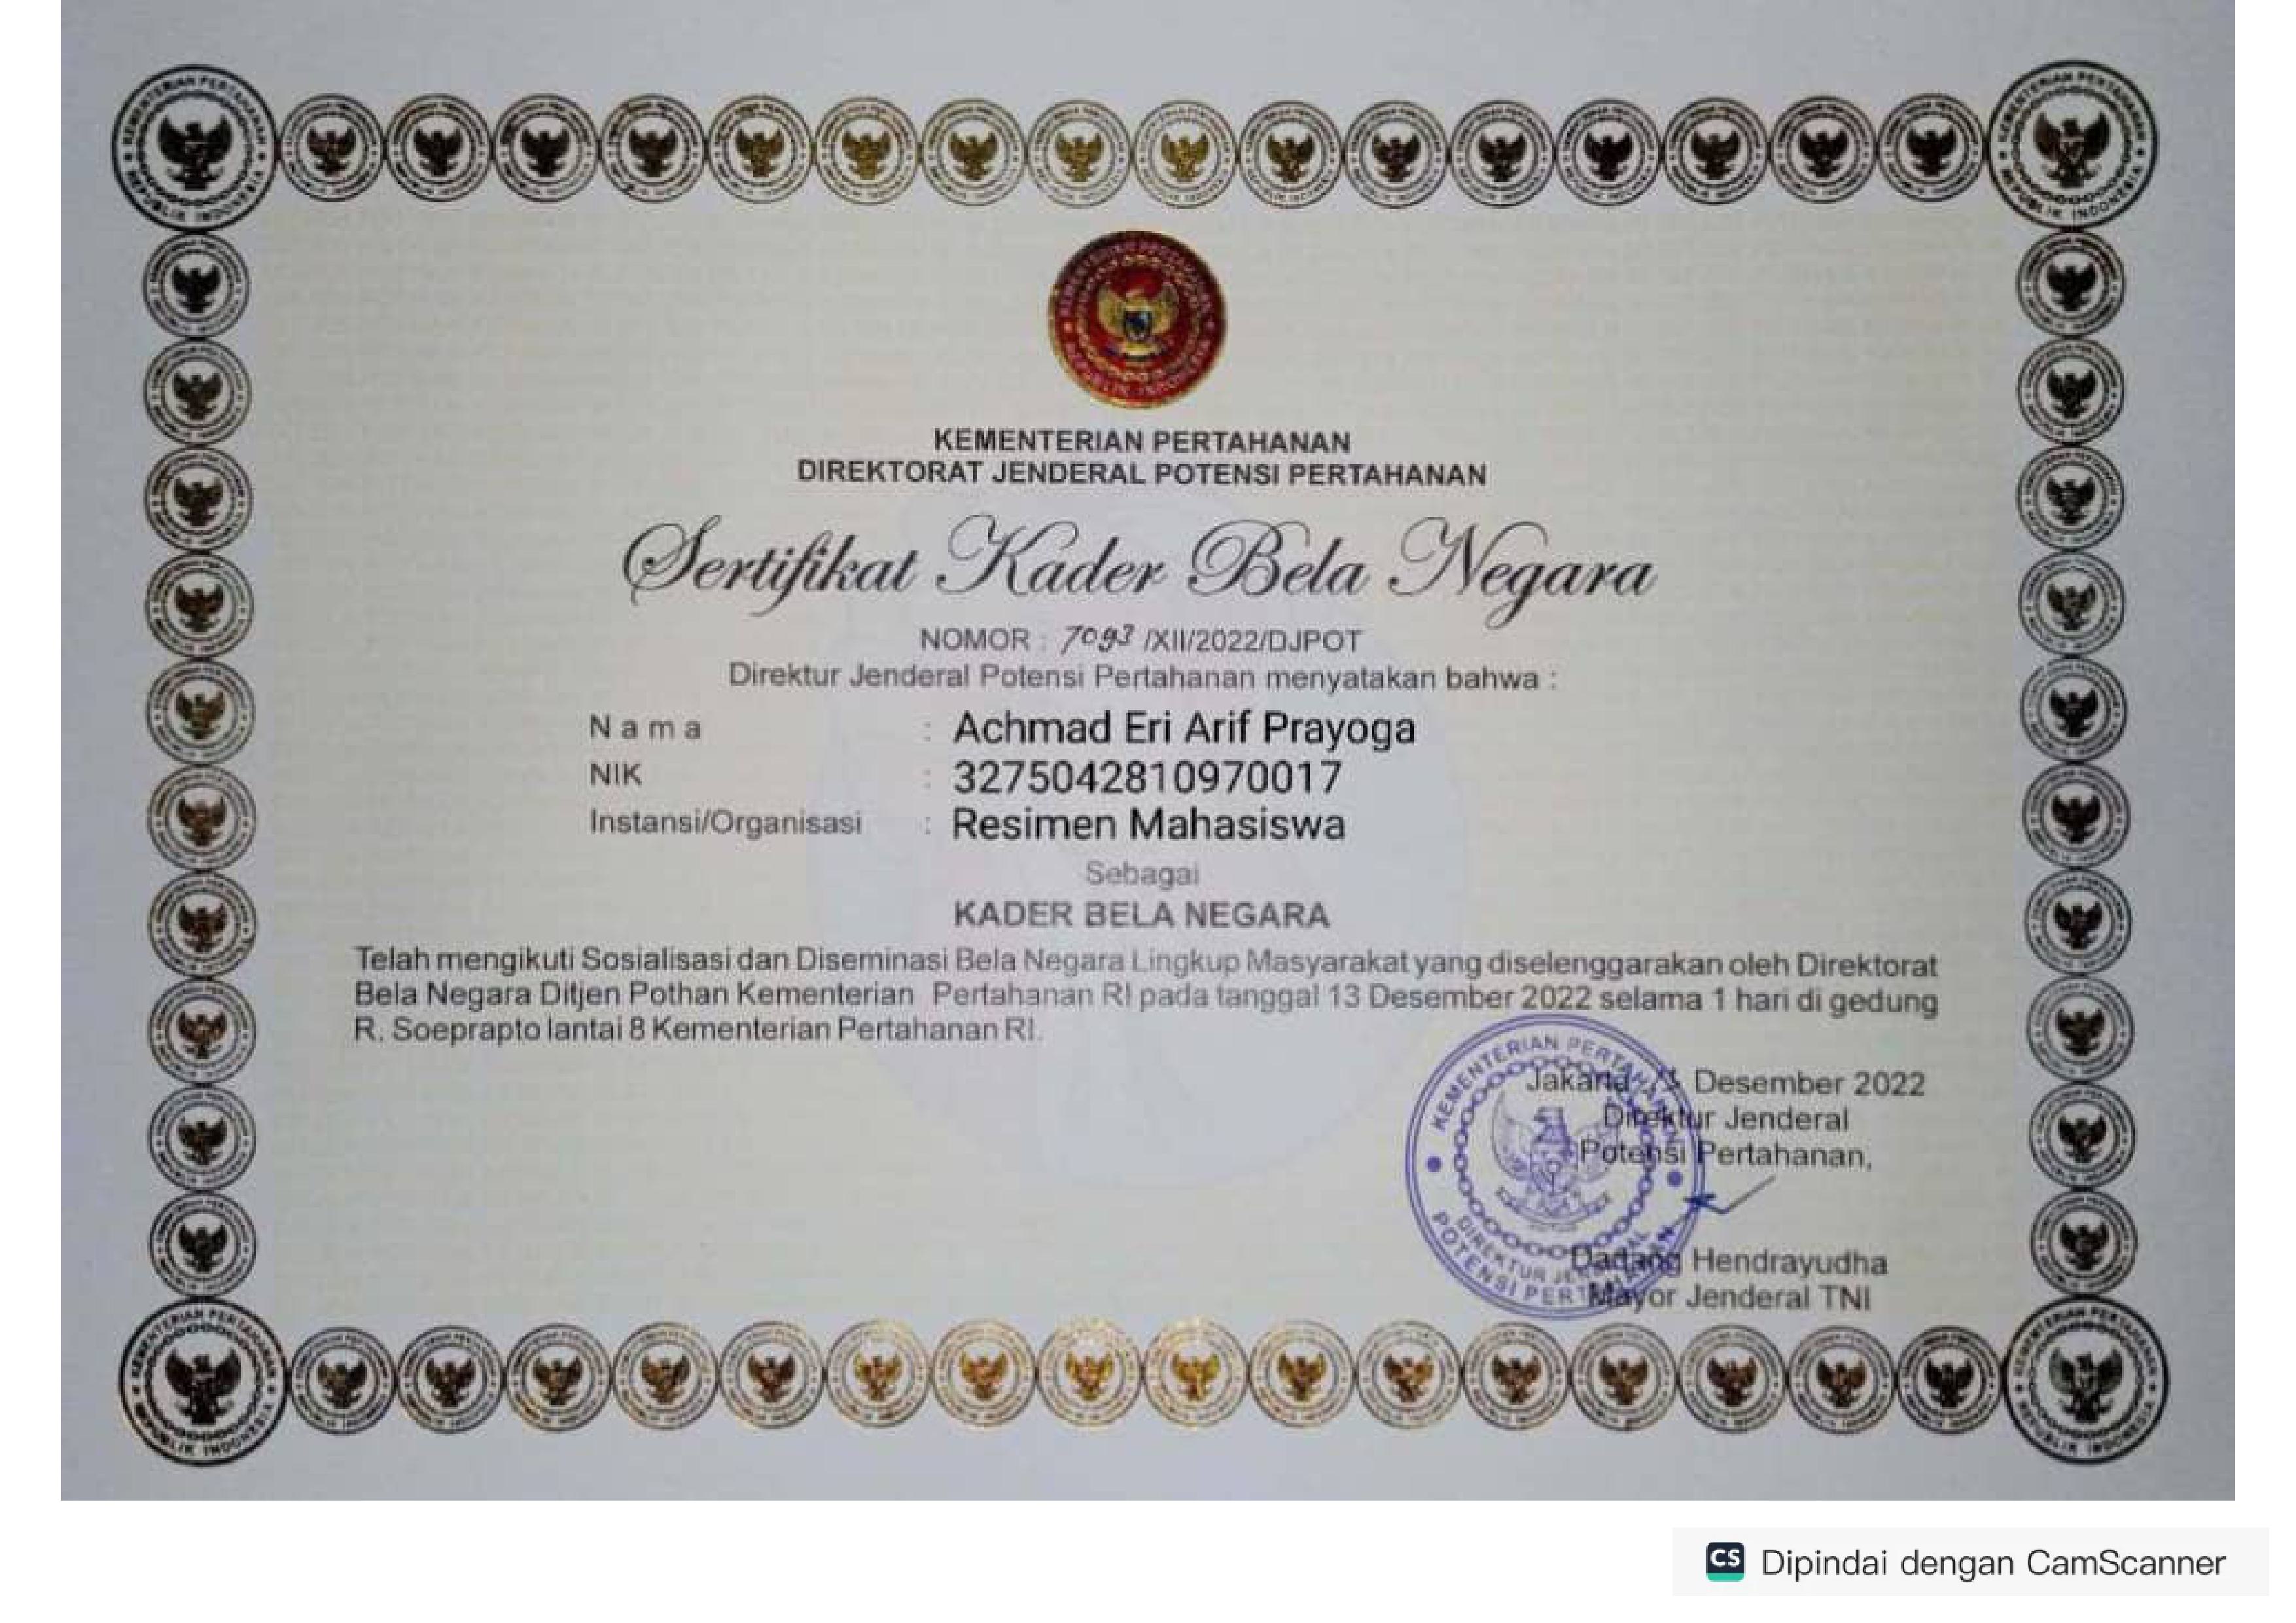 KEMENTERIAN PERTAHANAN
DIREKTORAT JENDERAL POTENSI PERTAHANAN
Sertifikat Kader Bela Negara
NOMOR : 7093 /XII/2022/DJPOT
Direktur Jenderal Potensi Pertahanan menyatakan bahwa :
Nama : Achmad Eri Arif Prayoga
NIK : 3275042810970017
Instansi/Organisasi : Resimen Mahasiswa
Sebagai
KADER BELA NEGARA
Telah mengikuti Sosialisasi dan Diseminasi Bela Negara Lingkup Masyarakat yang diselenggarakan oleh Direktorat
Bela Negara Ditjen Pothan Kementerian Pertahanan RI pada tanggal 13 Desember 2022 selama 1 hari di gedung
R. Soeprapto lantai 8 Kementerian Pertahanan RI.
Jakarta, Desember 2022
Direktur Jenderal
Potensi Pertahanan,
KEMENTERIAN PERTAHANAN
DIREKTUR JENDERAL
POTENSI PERTAHANAN
Dadang Hendrayudha
Mayor Jenderal TNI
CS Dipindai dengan CamScanner